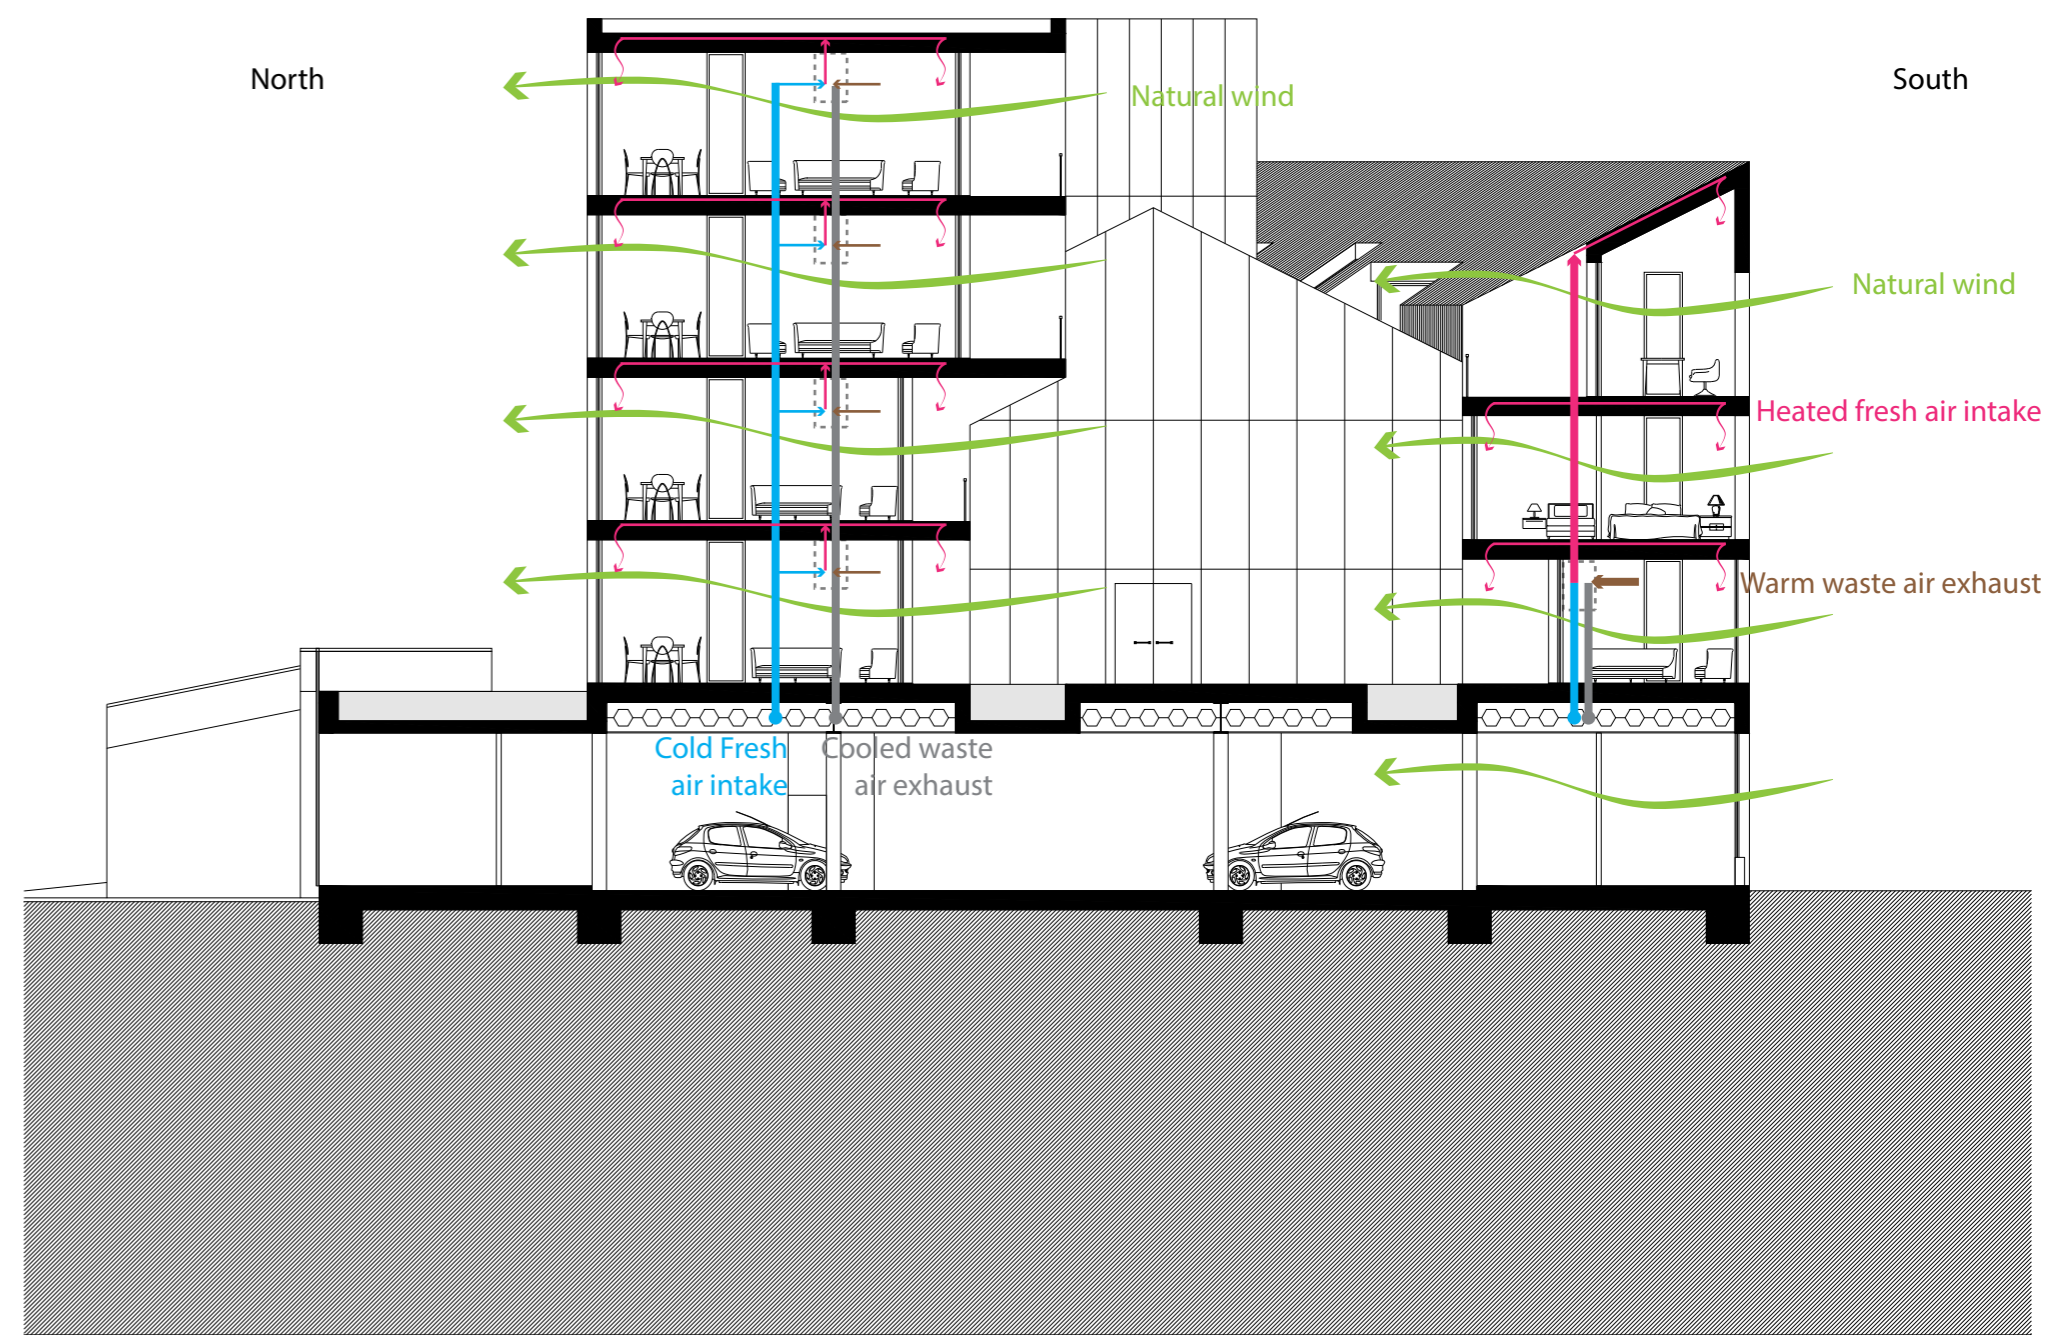 North
South
Natural wind
Natural wind
Heated fresh air intake
Warm waste air exhaust
Cold Fresh
air intake
Cooled waste
air exhaust